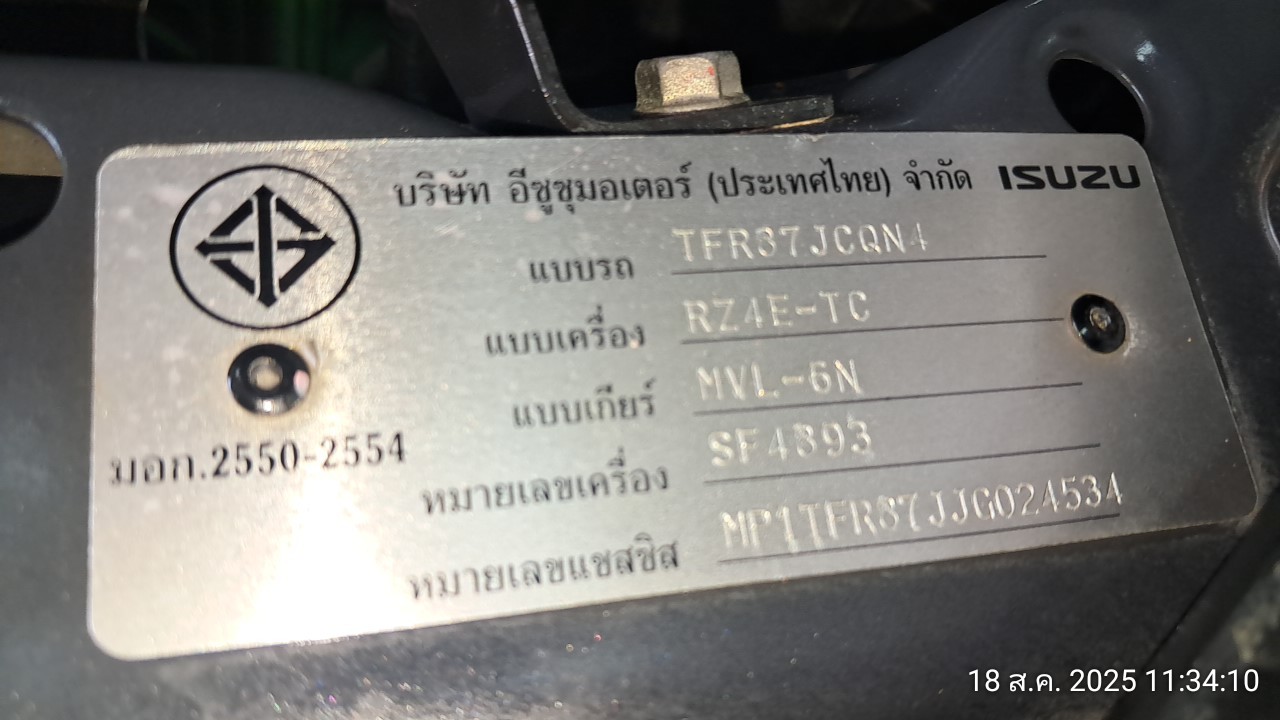 บริษัท อีซูซุมอเตอร์ (ประเทศไทย) จำกัด ISUZU
แบบรถ TFR87JCQN4
แบบเครื่อง RZ4E-TC
แบบเกียร์ MVL-6N
มอก.2550-2554
หมายเลขเครื่อง SF4893
หมายเลขแชสซิส MP1TFR87JJG024534
18 ส.ค. 2025 11:34:10